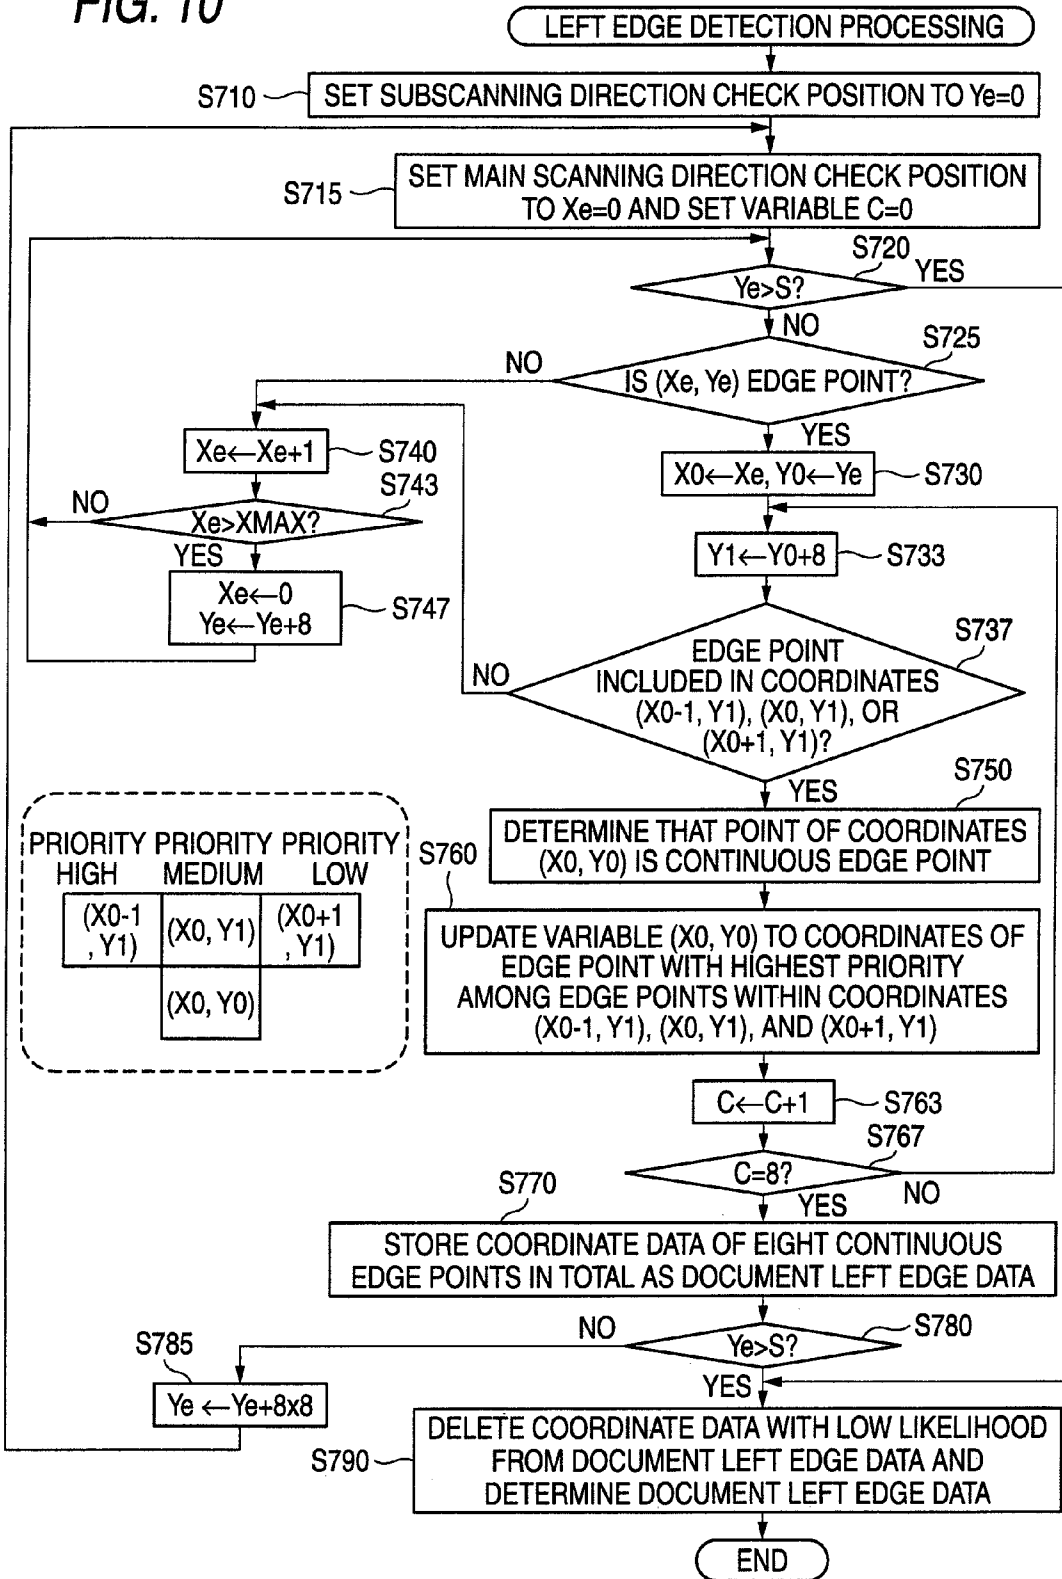 FIG. 10
LEFT EDGE DETECTION PROCESSING
S710
SET SUBSCANNING DIRECTION CHECK POSITION TO Ye=0
S715
SET MAIN SCANNING DIRECTION CHECK POSITION
TO Xe=0 AND SET VARIABLE C=0
S720
Ye>S?
YES
NO
S725
IS (Xe, Ye) EDGE POINT?
NO
YES
Xe←Xe+1
S740
X0←Xe, Y0←Ye
S730
S743
Xe>XMAX?
NO
YES
Y1←Y0+8
S733
Xe←0
Ye←Ye+8
S747
S737
EDGE POINT
INCLUDED IN COORDINATES
(X0-1, Y1), (X0, Y1), OR
(X0+1, Y1)?
NO
YES
S750
DETERMINE THAT POINT OF COORDINATES
(X0, Y0) IS CONTINUOUS EDGE POINT
PRIORITY HIGH
PRIORITY MEDIUM
PRIORITY LOW
(X0-1
, Y1)
(X0, Y1)
(X0+1
, Y1)
(X0, Y0)
S760
UPDATE VARIABLE (X0, Y0) TO COORDINATES OF
EDGE POINT WITH HIGHEST PRIORITY
AMONG EDGE POINTS WITHIN COORDINATES
(X0-1, Y1), (X0, Y1), AND (X0+1, Y1)
C←C+1
S763
S767
C=8?
NO
YES
S770
STORE COORDINATE DATA OF EIGHT CONTINUOUS
EDGE POINTS IN TOTAL AS DOCUMENT LEFT EDGE DATA
S780
Ye>S?
NO
YES
S785
Ye ←Ye+8x8
S790
DELETE COORDINATE DATA WITH LOW LIKELIHOOD
FROM DOCUMENT LEFT EDGE DATA AND
DETERMINE DOCUMENT LEFT EDGE DATA
END